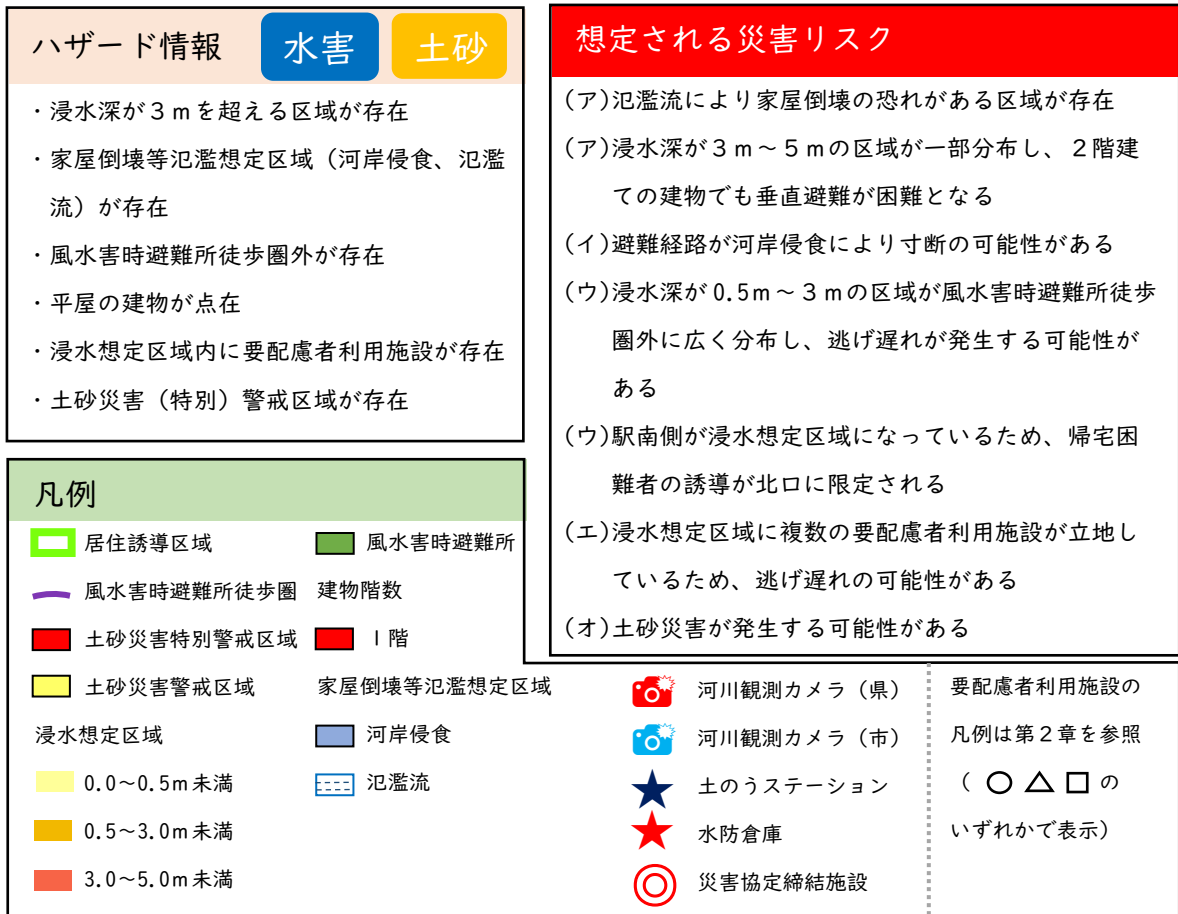 ハザード情報
水害
土砂
・浸水深が３ｍを超える区域が存在
・家屋倒壊等氾濫想定区域（河岸侵食、氾濫
流）が存在
・風水害時避難所徒歩圏外が存在
・平屋の建物が点在
・浸水想定区域内に要配慮者利用施設が存在
・土砂災害（特別）警戒区域が存在
想定される災害リスク
(ア)氾濫流により家屋倒壊の恐れがある区域が存在
(ア)浸水深が３ｍ～５ｍの区域が一部分布し、２階建
ての建物でも垂直避難が困難となる
(イ)避難経路が河岸侵食により寸断の可能性がある
(ウ)浸水深が0.5m～３ｍの区域が風水害時避難所徒歩
圏外に広く分布し、逃げ遅れが発生する可能性が
ある
(ウ)駅南側が浸水想定区域になっているため、帰宅困
難者の誘導が北口に限定される
(エ)浸水想定区域に複数の要配慮者利用施設が立地し
ているため、逃げ遅れの可能性がある
(オ)土砂災害が発生する可能性がある
凡例
居住誘導区域
風水害時避難所徒歩圏
土砂災害特別警戒区域
土砂災害警戒区域
浸水想定区域
0.0～0.5m未満
0.5～3.0m未満
3.0～5.0m未満
風水害時避難所
建物階数
1階
家屋倒壊等氾濫想定区域
河岸侵食
氾濫流
河川観測カメラ（県）
河川観測カメラ（市）
土のうステーション
水防倉庫
災害協定締結施設
要配慮者利用施設の
凡例は第２章を参照
（ ○ △ □ の
いずれかで表示）